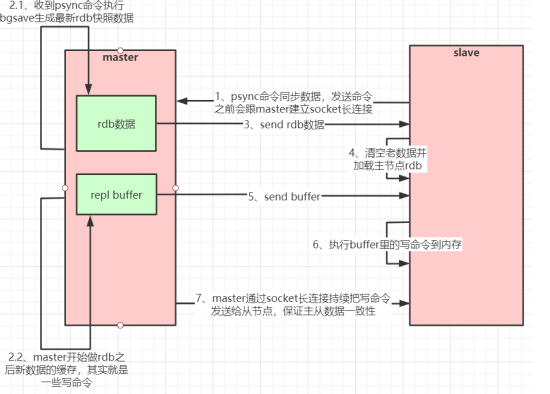 2.1、收到psync命令执行
bgsave生成最新rdb快照数据
master
slave
1、psync命令同步数据，发送命令
之前会跟master建立socket长连接
rdb数据
3、send rdb数据
4、清空老数据并
加载主节点rdb
repl buffer
5、send buffer
6、执行buffer里的写命令到内存
7、master通过socket长连接持续把写命令
发送给从节点，保证主从数据一致性
2.2、master开始做rdb之
后新数据的缓存，其实就是
一些写命令